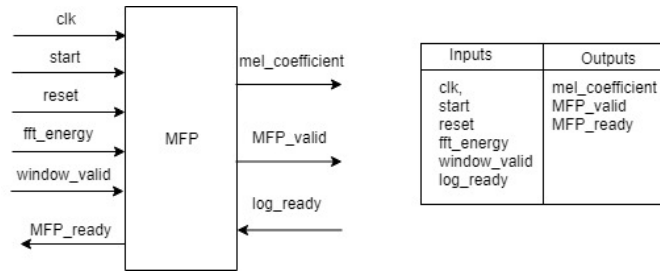 clk
start
reset
fft_energy
window_valid
MFP_ready
MFP
mel_coefficient
MFP_valid
log_ready
Inputs Outputs
clk, mel_coefficient
start MFP_valid
reset MFP_ready
fft_energy
window_valid
log_ready